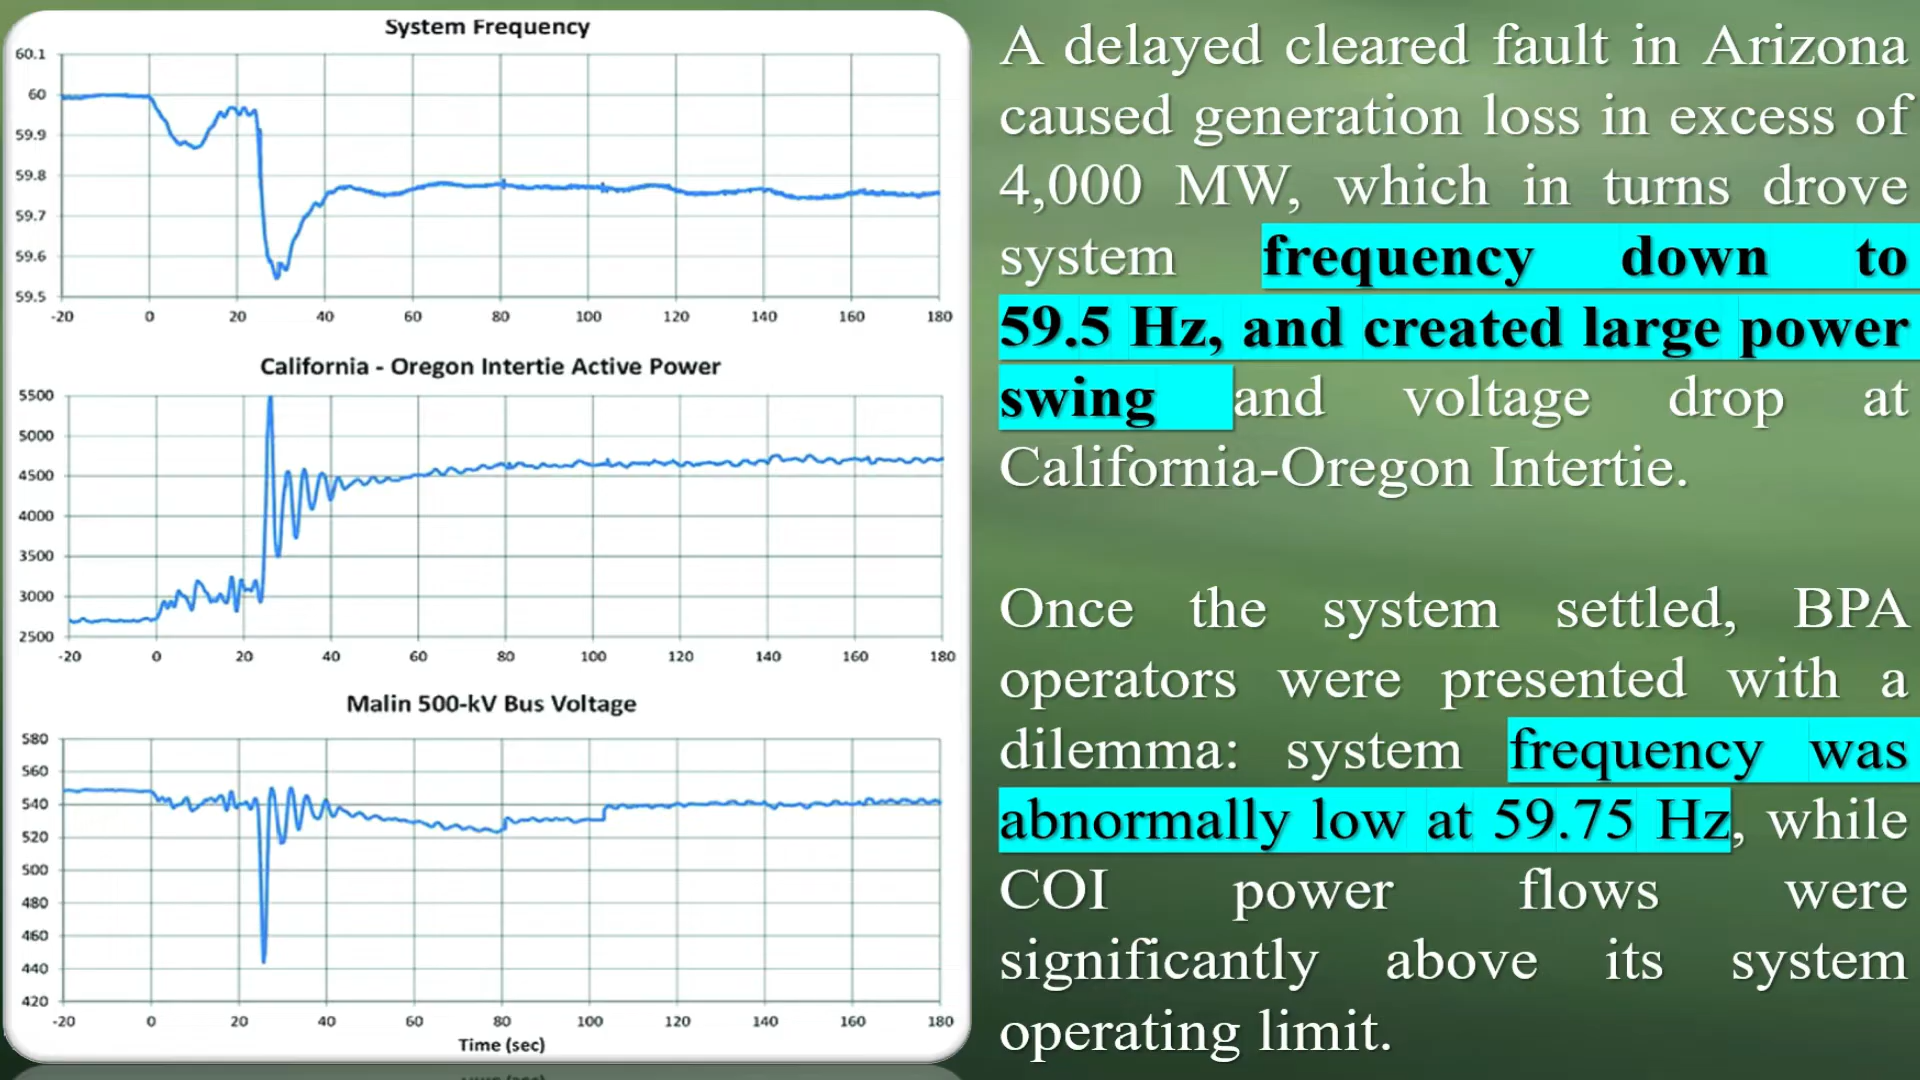 System Frequency
60.1
60
59.9
59.8
59.7
59.6
59.5
-20 0 20 40 60 80 100 120 140 160 180
California - Oregon Intertie Active Power
5500
5000
4500
4000
3500
3000
2500
-20 0 20 40 60 80 100 120 140 160 180
Malin 500-kV Bus Voltage
580
560
540
520
500
480
460
440
420
-20 0 20 40 60 80 100 120 140 160 180
Time (sec)
A delayed cleared fault in Arizona
caused generation loss in excess of
4,000 MW, which in turns drove
system frequency down to
59.5 Hz, and created large power
swing and voltage drop at
California-Oregon Intertie.
Once the system settled, BPA
operators were presented with a
dilemma: system frequency was
abnormally low at 59.75 Hz, while
COI power flows were
significantly above its system
operating limit.